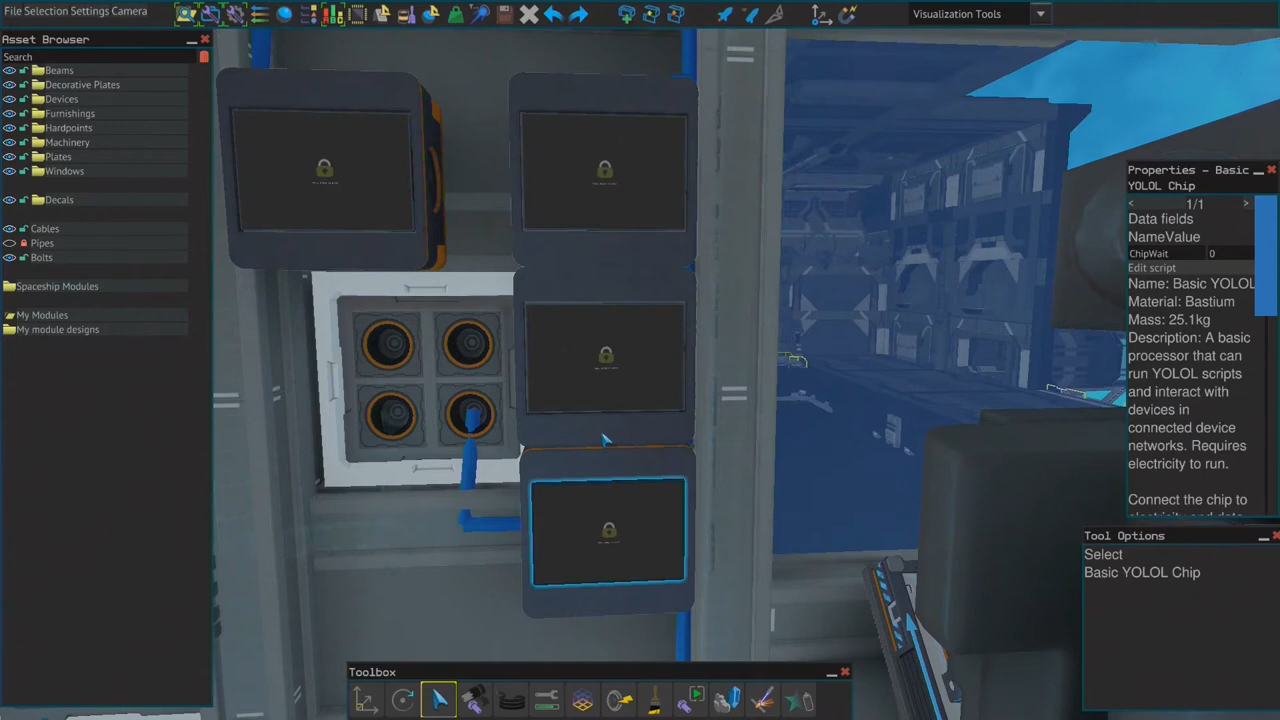 File Selection Settings Camera
Visualization Tools
Asset Browser
Search
Beams
Decorative Plates
Devices
Furnishings
Hardpoints
Machinery
Plates
Windows
Decals
Cables
Pipes
Bolts
Spaceship Modules
My Modules
My module designs
Properties - Basic
YOLOL Chip
< 1/1 >
Data fields
NameValue
ChipWait 0
Edit script
Name: Basic YOLOL
Material: Bastium
Mass: 25.1kg
Description: A basic
processor that can
run YOLOL scripts
and interact with
devices in
connected device
networks. Requires
electricity to run.
Connect the chip to
Tool Options
Select
Basic YOLOL Chip
Toolbox